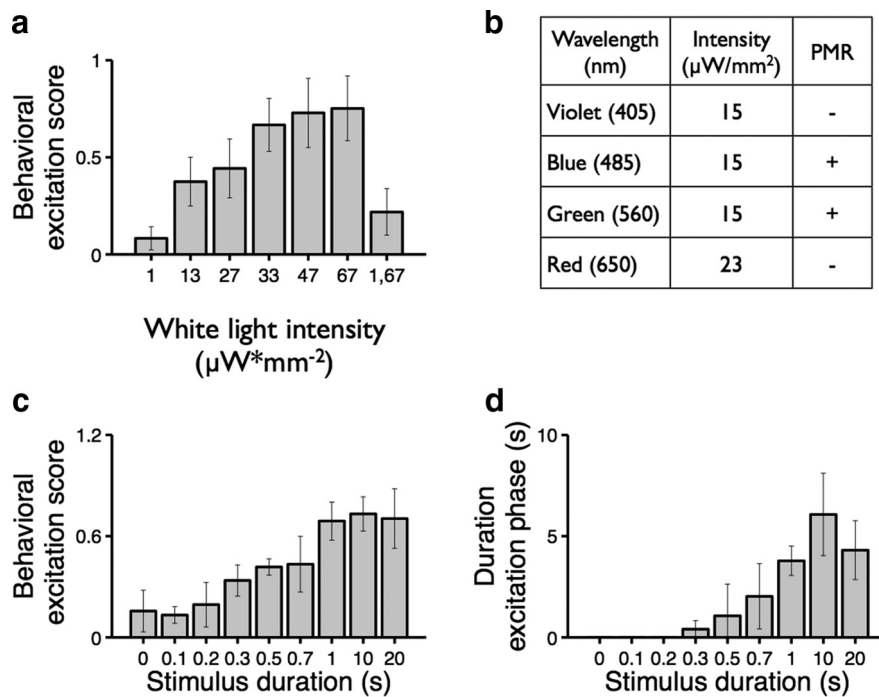 a
Behavioral
excitation score
1
0.5
0
1 13 27 33 47 67 1,67
White light intensity
(µW*mm-2)
b
Wavelength (nm) Intensity (µW/mm2) PMR
Violet (405) 15 -
Blue (485) 15 +
Green (560) 15 +
Red (650) 23 -
c
Behavioral
excitation score
1.2
0.6
0
0 0.1 0.2 0.3 0.5 0.7 1 10 20
Stimulus duration (s)
d
Duration
excitation phase (s)
10
5
0
0 0.1 0.2 0.3 0.5 0.7 1 10 20
Stimulus duration (s)